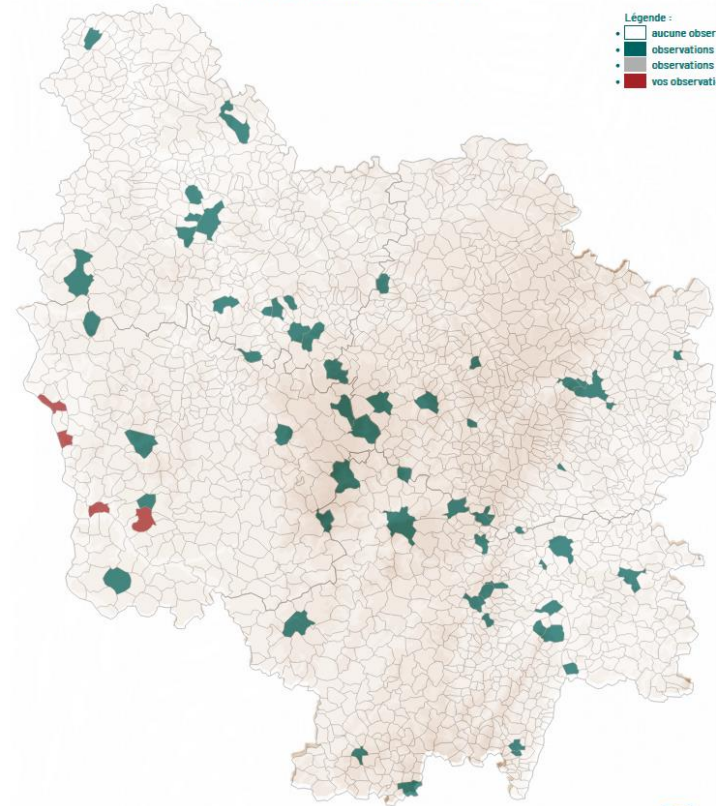 Légende :
aucune obser
observations
observations
vos observati